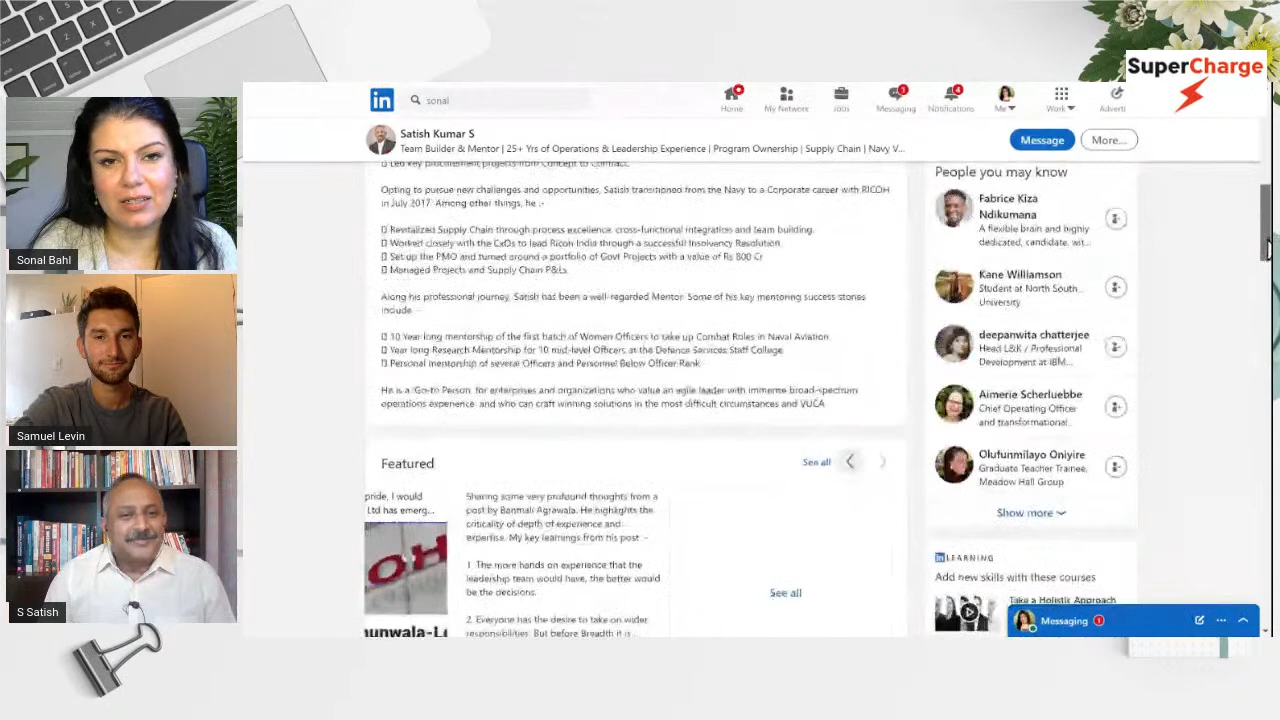 SuperCharge
in
sonal
Home
My Network
Jobs
Messaging
1
Notifications
4
Me
Work
Adverti
Satish Kumar S
Team Builder & Mentor | 25+ Yrs of Operations & Leadership Experience | Program Ownership | Supply Chain | Navy V...
Message
More...
Led key procurement projects from Concept to Contract.
Opting to pursue new challenges and opportunities, Satish transitioned from the Navy to a Corporate career with RICOH
in July 2017. Among other things, he :-
Revitalized Supply Chain through process excellence, cross-functional integration and team building.
Worked closely with the CxOs to lead Ricoh India through a successful Insolvency Resolution.
Set up the PMO and turned around a portfolio of Govt Projects with a value of Rs 800 Cr
Managed Projects and Supply Chain P&Ls.
Along his professional journey, Satish has been a well-regarded Mentor. Some of his key mentoring success stories
include :-
10 Year long mentorship of the first batch of Women Officers to take up Combat Roles in Naval Aviation.
Year long Research Mentorship for 10 mid-level Officers at the Defence Services Staff College.
Personal mentorship of several Officers and Personnel Below Officer Rank.
He is a 'Go-to Person' for enterprises and organizations who value an agile leader with immense broad-spectrum
operations experience, and who can craft winning solutions in the most difficult circumstances and VUCA
Featured
See all
pride, I would
Ltd has emerg...
OH
unwala-L
Sharing some very profound thoughts from a
post by Banmali Agrawala. He highlights the
criticality of depth of experience and
expertise. My key learnings from his post :-
1. The more hands on experience that the
leadership team would have, the better would
be the decisions.
2. Everyone has the desire to take on wider
responsibilities. But before Breadth it is
See all
People you may know
Fabrice Kiza
Ndikumana
A flexible brain and highly
dedicated, candidate, wit...
Kane Williamson
Student at North South
University
deepanwita chatterjee
Head L&K / Professional
Development at IBM...
Aimerie Scherluebbe
Chief Operating Officer
and transformational...
Olufunmilayo Oniyire
Graduate Teacher Trainee,
Meadow Hall Group
Show more
in LEARNING
Add new skills with these courses
Take a Holistic Approach
Messaging
1
Sonal Bahl
Samuel Levin
S Satish